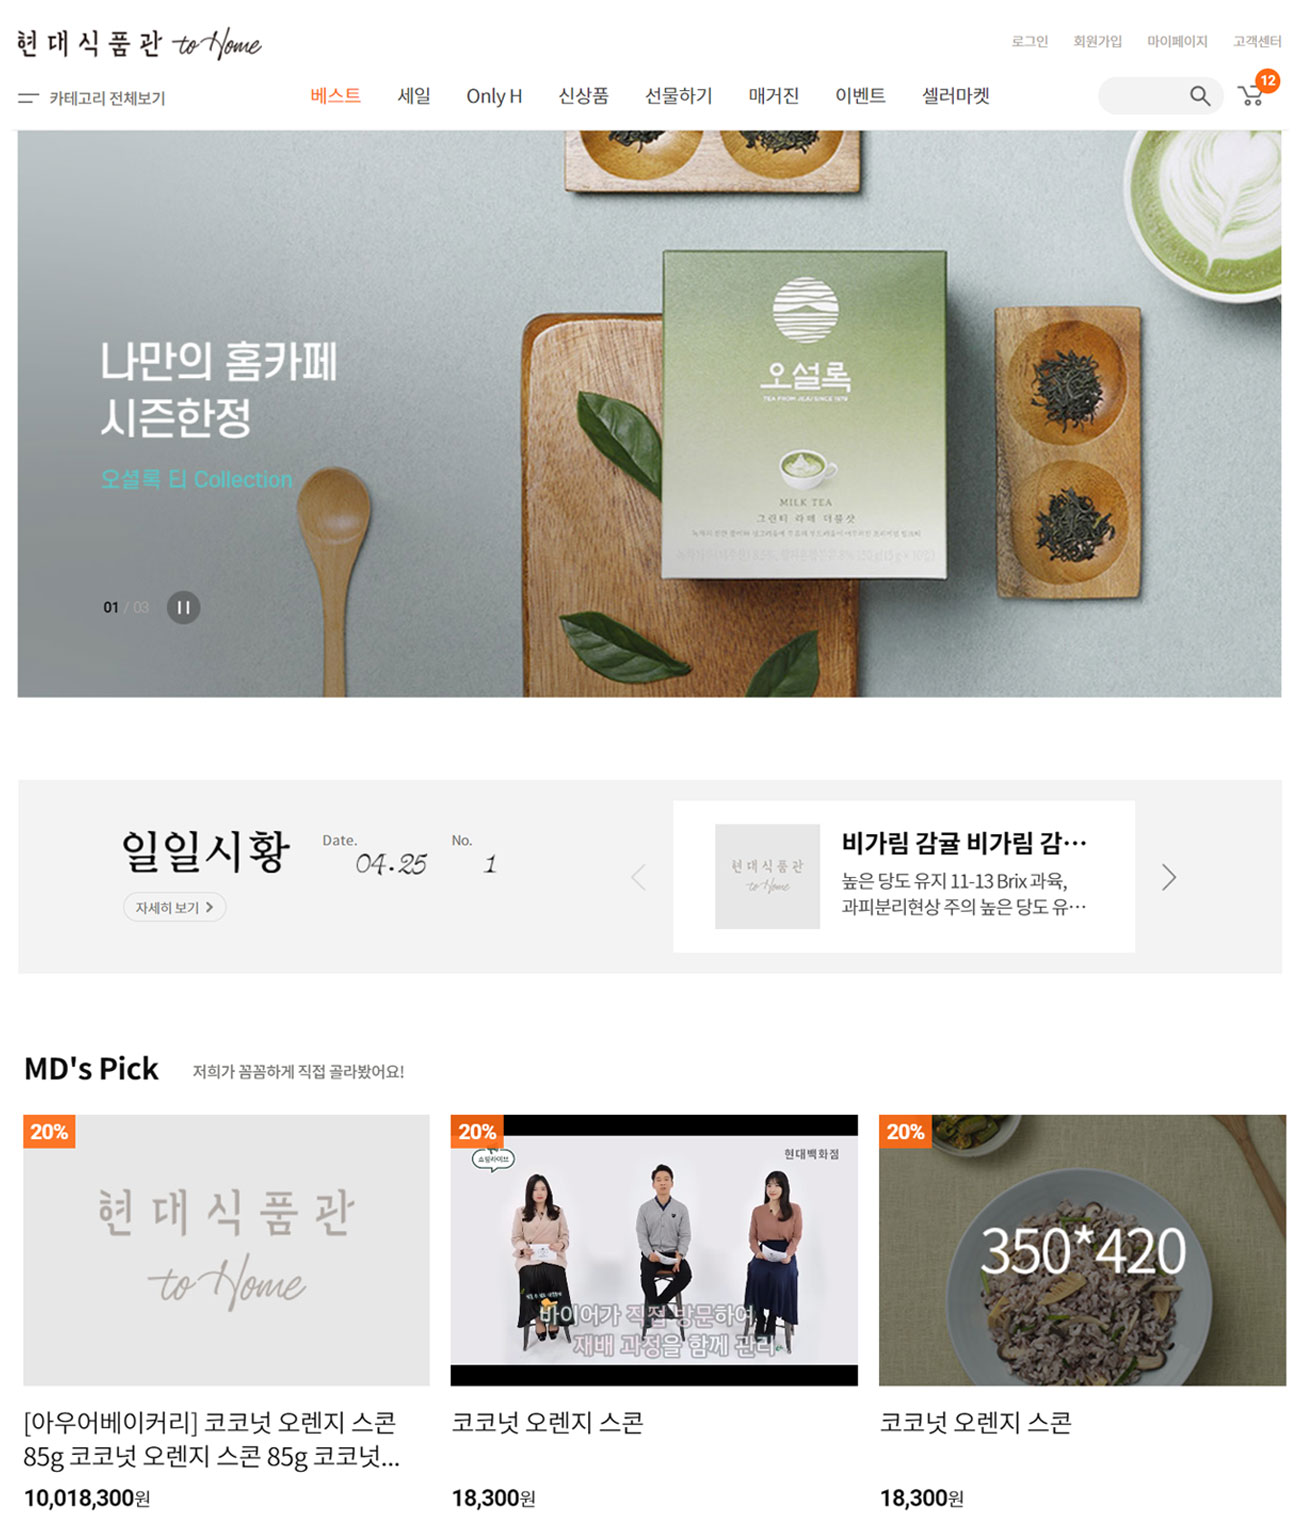 현대식품관 to Home
로그인 회원가입 마이페이지 고객센터
카테고리 전체보기
베스트 세일 Only H 신상품 선물하기 매거진 이벤트 셀러마켓
12
오설록
TEA FROM JEJU SINCE 1979
MILK TEA
그린티 라떼 더블샷
나만의 홈카페
시즌한정
오셜록 티 Collection
01 / 03
일일시황
Date.
04.25
No.
1
자세히 보기
현대식품관
to Home
비가림 감귤 비가림 감⋯
높은 당도 유지 11-13 Brix 과육,
과피분리현상 주의 높은 당도 유⋯
MD's Pick
저희가 꼼꼼하게 직접 골라봤어요!
20%
현대식품관
to Home
[아우어베이커리] 코코넛 오렌지 스콘
85g 코코넛 오렌지 스콘 85g 코코넛...
10,018,300원
20%
쇼핑라이브
현대백화점
바이어가 직접 방문하여
재배 과정을 함께 관리
코코넛 오렌지 스콘
18,300원
20%
350*420
코코넛 오렌지 스콘
18,300원